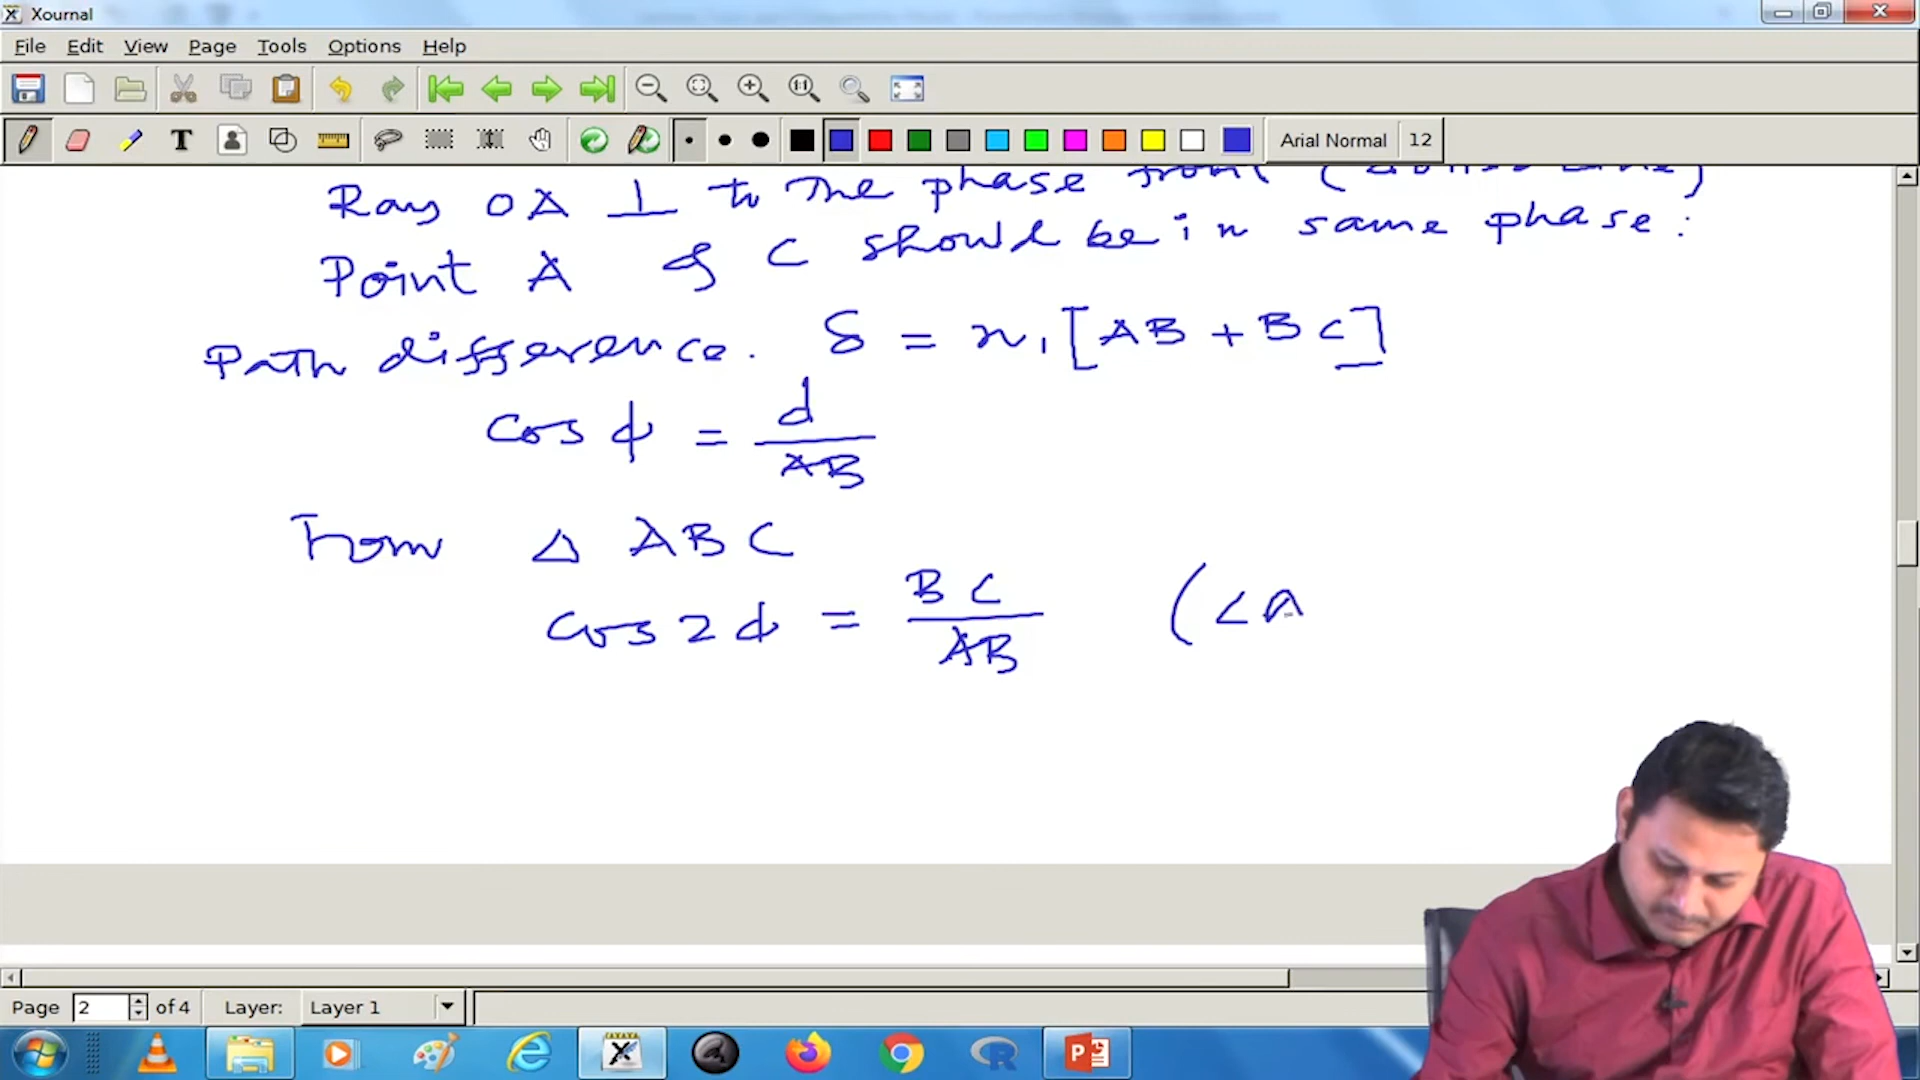 Xournal
File Edit View Page Tools Options Help
T Arial Normal 12
Ray OA ⊥ to the phase front
Point A & C should be in same phase.
Path difference. δ = n₁ [AB + BC]
cos φ = d / AB
From Δ ABC
cos 2φ = BC / AB (∠A
Page 2 of 4 Layer: Layer 1